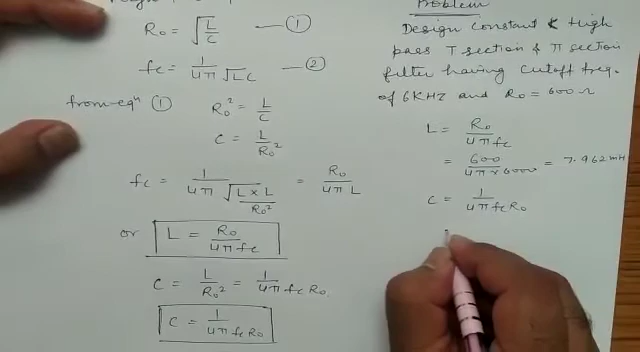 R₀ = √(L/C) — ①
fc = 1/(4π√LC) — ②
from eqⁿ ① R₀² = L/C
C = L/R₀²
fc = 1/(4π√(L×L/R₀²)) = R₀/(4πL)
or L = R₀/(4πfc)
C = L/R₀² = 1/(4πfcR₀)
C = 1/(4πfcR₀)
Problem
Design Constant K High
pass T section & π section
filter having Cutoff freq.
of 6KHZ and R₀ = 600 Ω
L = R₀/(4πfc)
= 600/(4π×6000) = 7.962 mH
C = 1/(4πfcR₀)